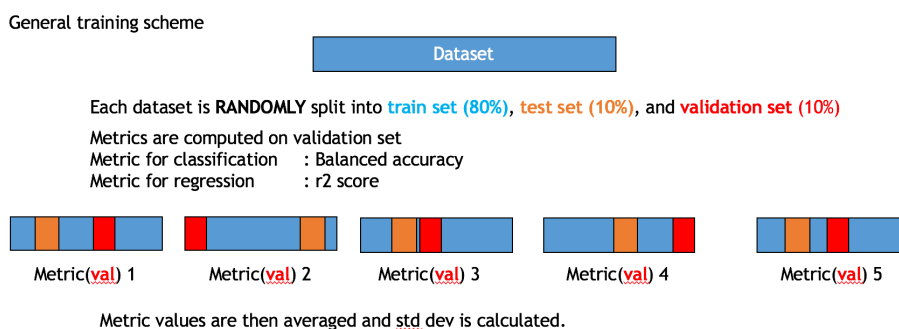 General training scheme
Dataset
Each dataset is RANDOMLY split into train set (80%), test set (10%), and validation set (10%)
Metrics are computed on validation set
Metric for classification : Balanced accuracy
Metric for regression : r2 score
Metric(val) 1 Metric(val) 2 Metric(val) 3 Metric(val) 4 Metric(val) 5
Metric values are then averaged and std dev is calculated.